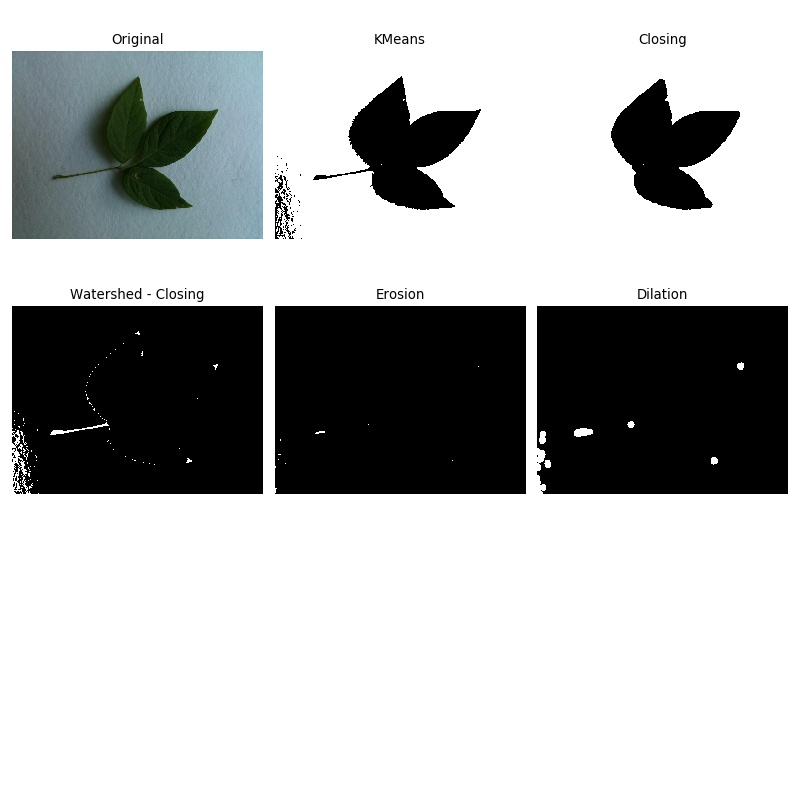 Original
KMeans
Closing
Watershed - Closing
Erosion
Dilation